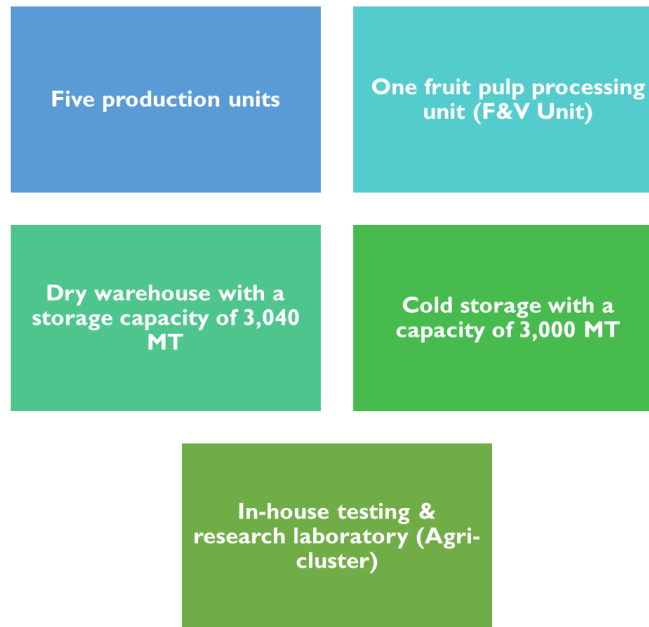 Five production units
One fruit pulp processing
unit (F&V Unit)
Dry warehouse with a
storage capacity of 3,040
MT
Cold storage with a
capacity of 3,000 MT
In-house testing &
research laboratory (Agri-
cluster)